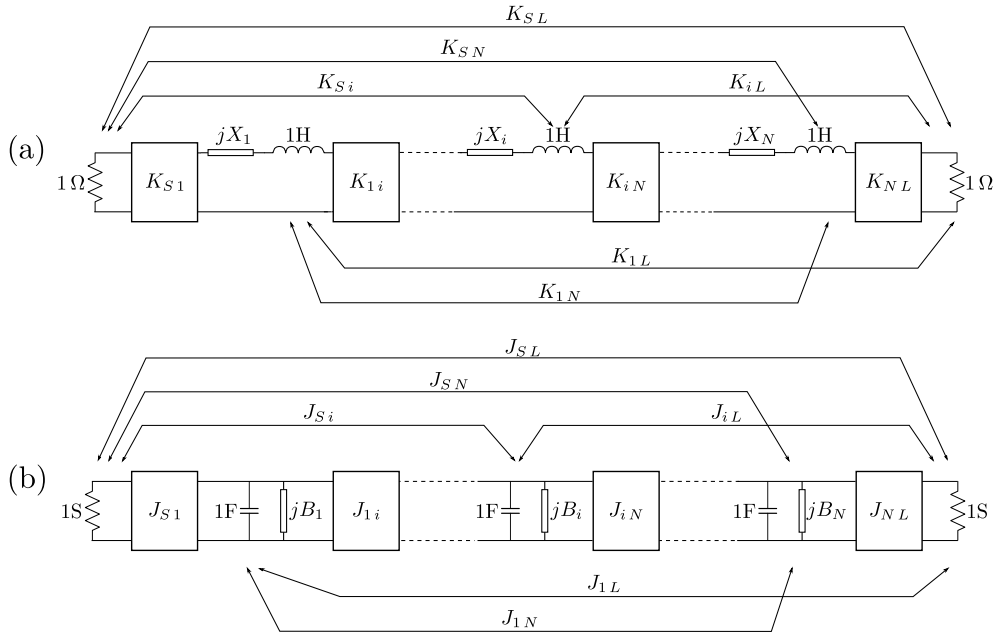 K_{SL}
K_{SN}
K_{Si} K_{iL}
(a)
jX_1 1H jX_i 1H jX_N 1H
1 Ω K_{S1} K_{1i} K_{iN} K_{NL} 1 Ω
K_{1L}
K_{1N}
J_{SL}
J_{SN}
J_{Si} J_{iL}
(b)
1S J_{S1} 1F jB_1 J_{1i} 1F jB_i J_{iN} 1F jB_N J_{NL} 1S
J_{1L}
J_{1N}